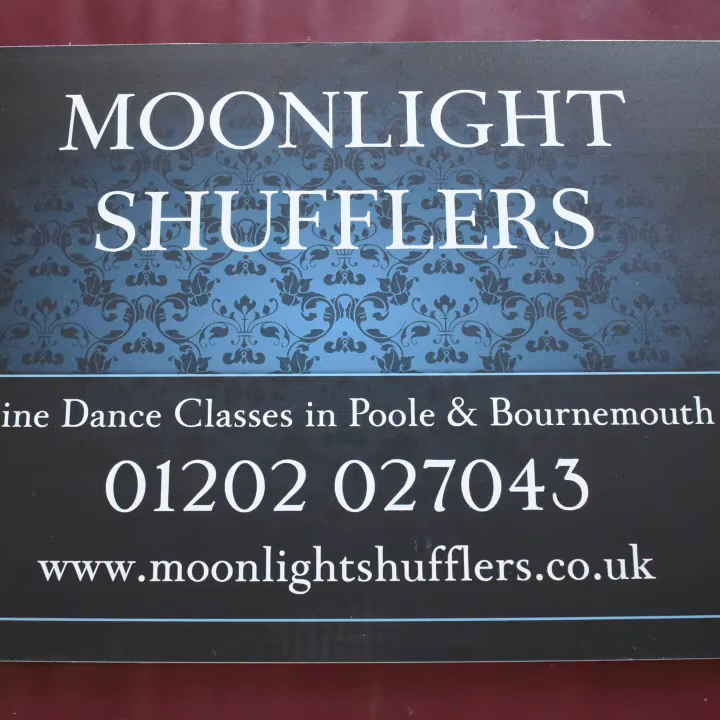 MOONLIGHT
SHUFFLERS
ine Dance Classes in Poole & Bournemouth
01202 027043
www.moonlightshufflers.co.uk